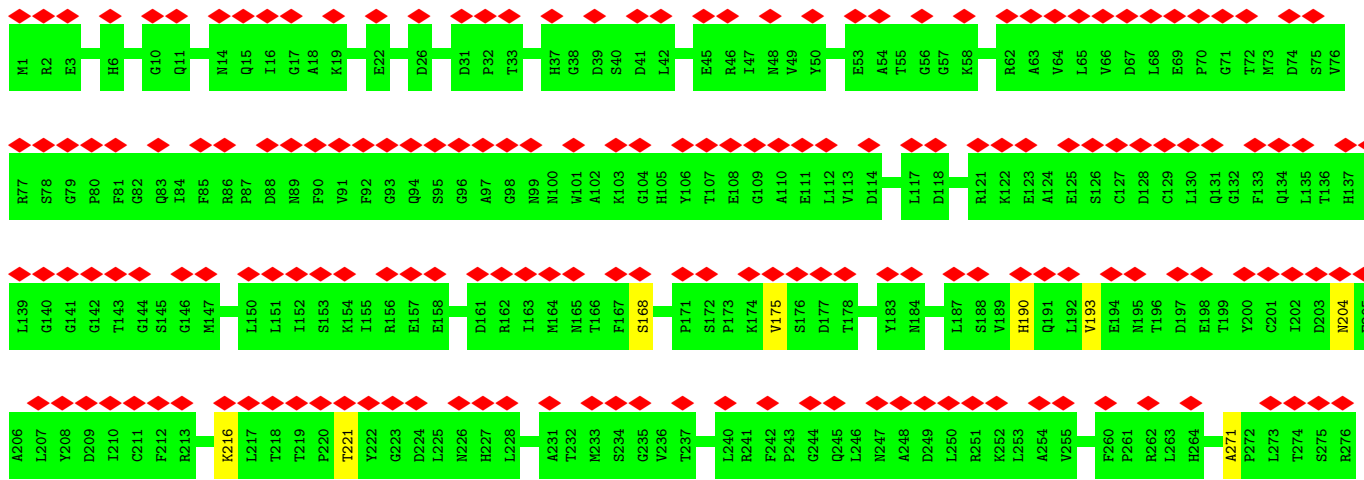 M1 R2 E3 H6 G10 Q11 N14 Q15 I16 G17 A18 K19 E22 D26 D31 P32 T33 H37 G38 D39 S40 D41 L42 E45 R46 I47 N48 V49 Y50 E53 A54 T55 G56 G57 K58 R62 A63 V64 L65 V66 D67 L68 E69 P70 G71 T72 M73 D74 S75 V76
R77 S78 G79 P80 F81 G82 Q83 I84 F85 R86 P87 D88 N89 F90 V91 F92 G93 Q94 S95 G96 A97 G98 N99 N100 W101 A102 K103 G104 H105 Y106 T107 E108 G109 A110 E111 L112 V113 D114 L117 D118 R121 K122 E123 A124 E125 S126 C127 D128 C129 L130 Q131 G132 F133 Q134 L135 T136 H137
L139 G140 G141 G142 T143 G144 S145 G146 M147 L150 L151 I152 S153 K154 I155 R156 E157 E158 D161 R162 I163 M164 N165 T166 F167 S168 P171 S172 P173 K174 V175 S176 D177 T178 Y183 N184 L187 S188 V189 H190 Q191 L192 V193 E194 N195 T196 D197 E198 T199 Y200 C201 I202 D203 N204
A206 L207 Y208 D209 I210 C211 F212 R213 K216 L217 T218 T219 P220 T221 Y222 G223 D224 L225 N226 H227 L228 A231 T232 M233 S234 G235 V236 T237 L240 R241 F242 P243 G244 Q245 L246 N247 A248 D249 L250 R251 K252 L253 A254 V255 F260 P261 R262 L263 H264 A271 P272 L273 T274 S275 R276